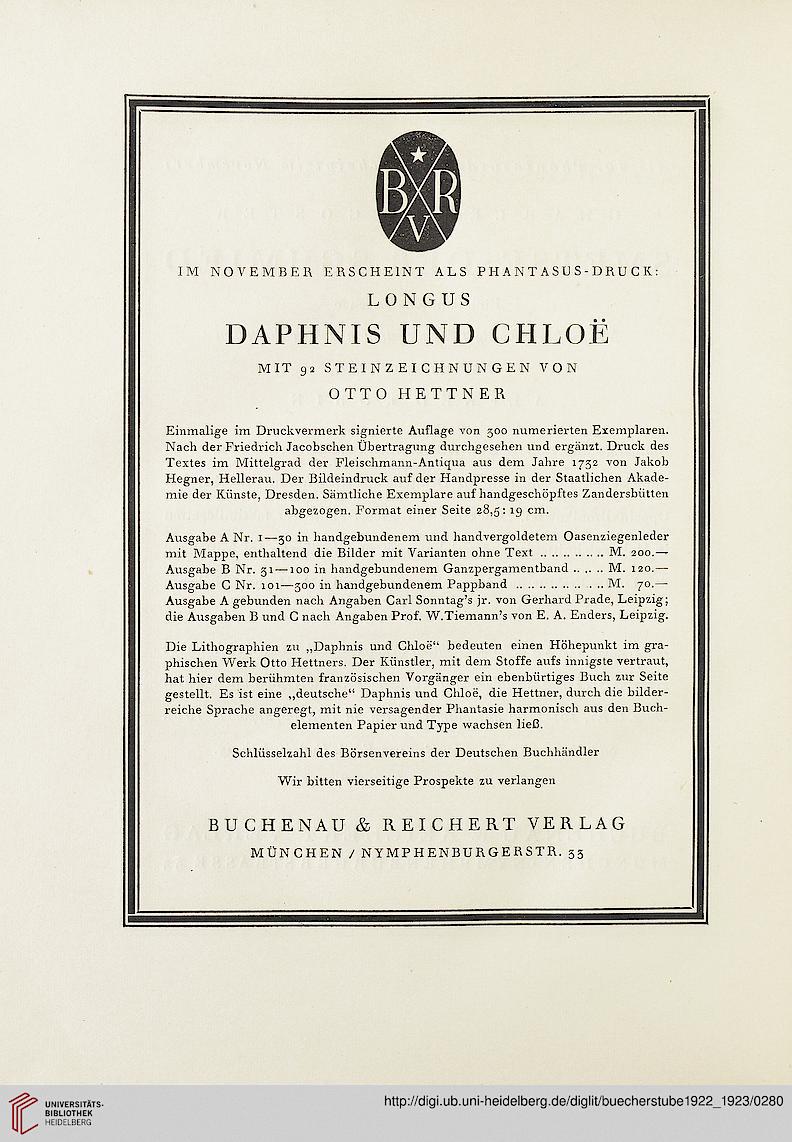 B R
V
IM NOVEMBER ERSCHEINT ALS PHANTASUS-DRUCK:
LONGUS
DAPHNIS UND CHLOË
MIT 92 STEINZEICHNUNGEN VON
OTTO HETTNER
Einmalige im Druckvermerk signierte Auflage von 300 numerierten Exemplaren.
Nach der Friedrich Jacobschen Übertragung durchgesehen und ergänzt. Druck des
Textes im Mittelgrad der Fleischmann-Antiqua aus dem Jahre 1732 von Jakob
Hegner, Hellerau. Der Bildeindruck auf der Handpresse in der Staatlichen Akade-
mie der Künste, Dresden. Sämtliche Exemplare auf handgeschöpftes Zandersbütten
abgezogen. Format einer Seite 28,5: 19 cm.
Ausgabe A Nr. 1—30 in handgebundenem und handvergoldetem Oasenziegenleder
mit Mappe, enthaltend die Bilder mit Varianten ohne Text .. .. .. .. .. .. M. 200.—
Ausgabe B Nr. 31—100 in handgebundenem Ganzpergamentband .. .. .. M. 120.—
Ausgabe C Nr. 101—300 in handgebundenem Pappband .. .. .. .. .. .. .. .. M. 70.—
Ausgabe A gebunden nach Angaben Carl Sonntag's jr. von Gerhard Prade, Leipzig;
die Ausgaben B und C nach Angaben Prof. W.Tiemann's von E. A. Enders, Leipzig.
Die Lithographien zu „Daphnis und Chloë“ bedeuten einen Höhepunkt im gra-
phischen Werk Otto Hettners. Der Künstler, mit dem Stoffe aufs innigste vertraut,
hat hier dem berühmten französischen Vorgänger ein ebenbürtiges Buch zur Seite
gestellt. Es ist eine „deutsche“ Daphnis und Chloë, die Hettner, durch die bilder-
reiche Sprache angeregt, mit nie versagender Phantasie harmonisch aus den Buch-
elementen Papier und Type wachsen ließ.
Schlüsselzahl des Börsenvereins der Deutschen Buchhändler
Wir bitten vierseitige Prospekte zu verlangen
BUCHENAU & REICHERT VERLAG
MÜNCHEN / NYMPHENBURGERSTR. 33
UNIVERSITÄTS-
BIBLIOTHEK
HEIDELBERG
http://digi.ub.uni-heidelberg.de/diglit/buecherstube1922_1923/0280